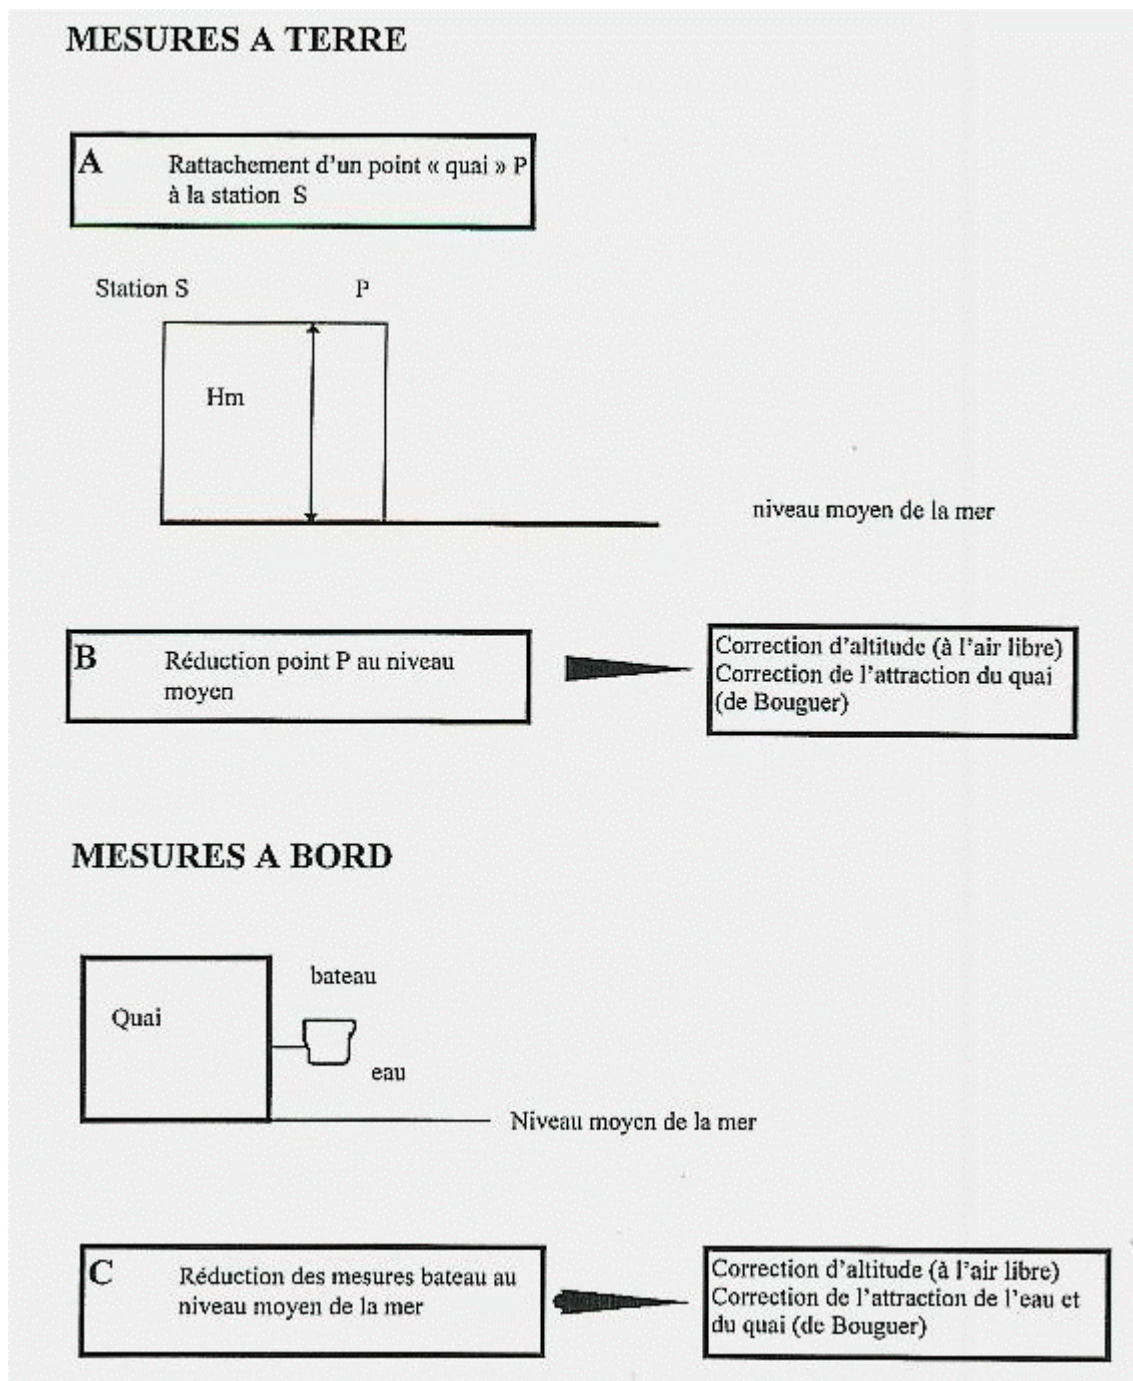 MESURES A TERRE
A
Rattachement d'un point « quai » P
à la station S
Station S P
Hm
niveau moyen de la mer
B
Réduction point P au niveau
moyen
Correction d'altitude (à l'air libre)
Correction de l'attraction du quai
(de Bouguer)
MESURES A BORD
bateau
Quai
eau
Niveau moyen de la mer
C
Réduction des mesures bateau au
niveau moyen de la mer
Correction d'altitude (à l'air libre)
Correction de l'attraction de l'eau et
du quai (de Bouguer)